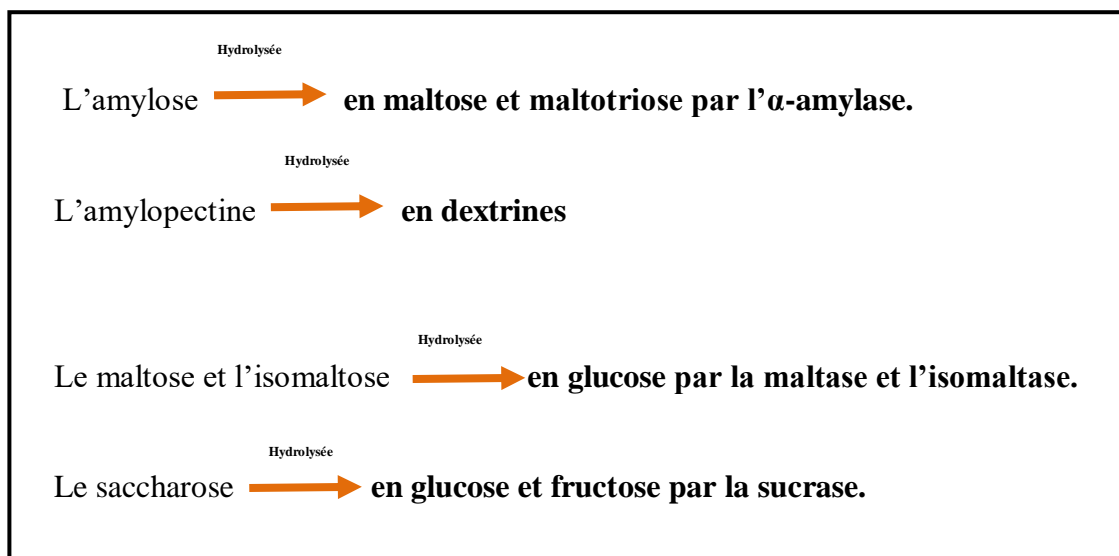 Hydrolysée
L'amylose en maltose et maltotriose par l'α-amylase.
Hydrolysée
L'amylopectine en dextrines
Hydrolysée
Le maltose et l'isomaltose en glucose par la maltase et l'isomaltase.
Hydrolysée
Le saccharose en glucose et fructose par la sucrase.